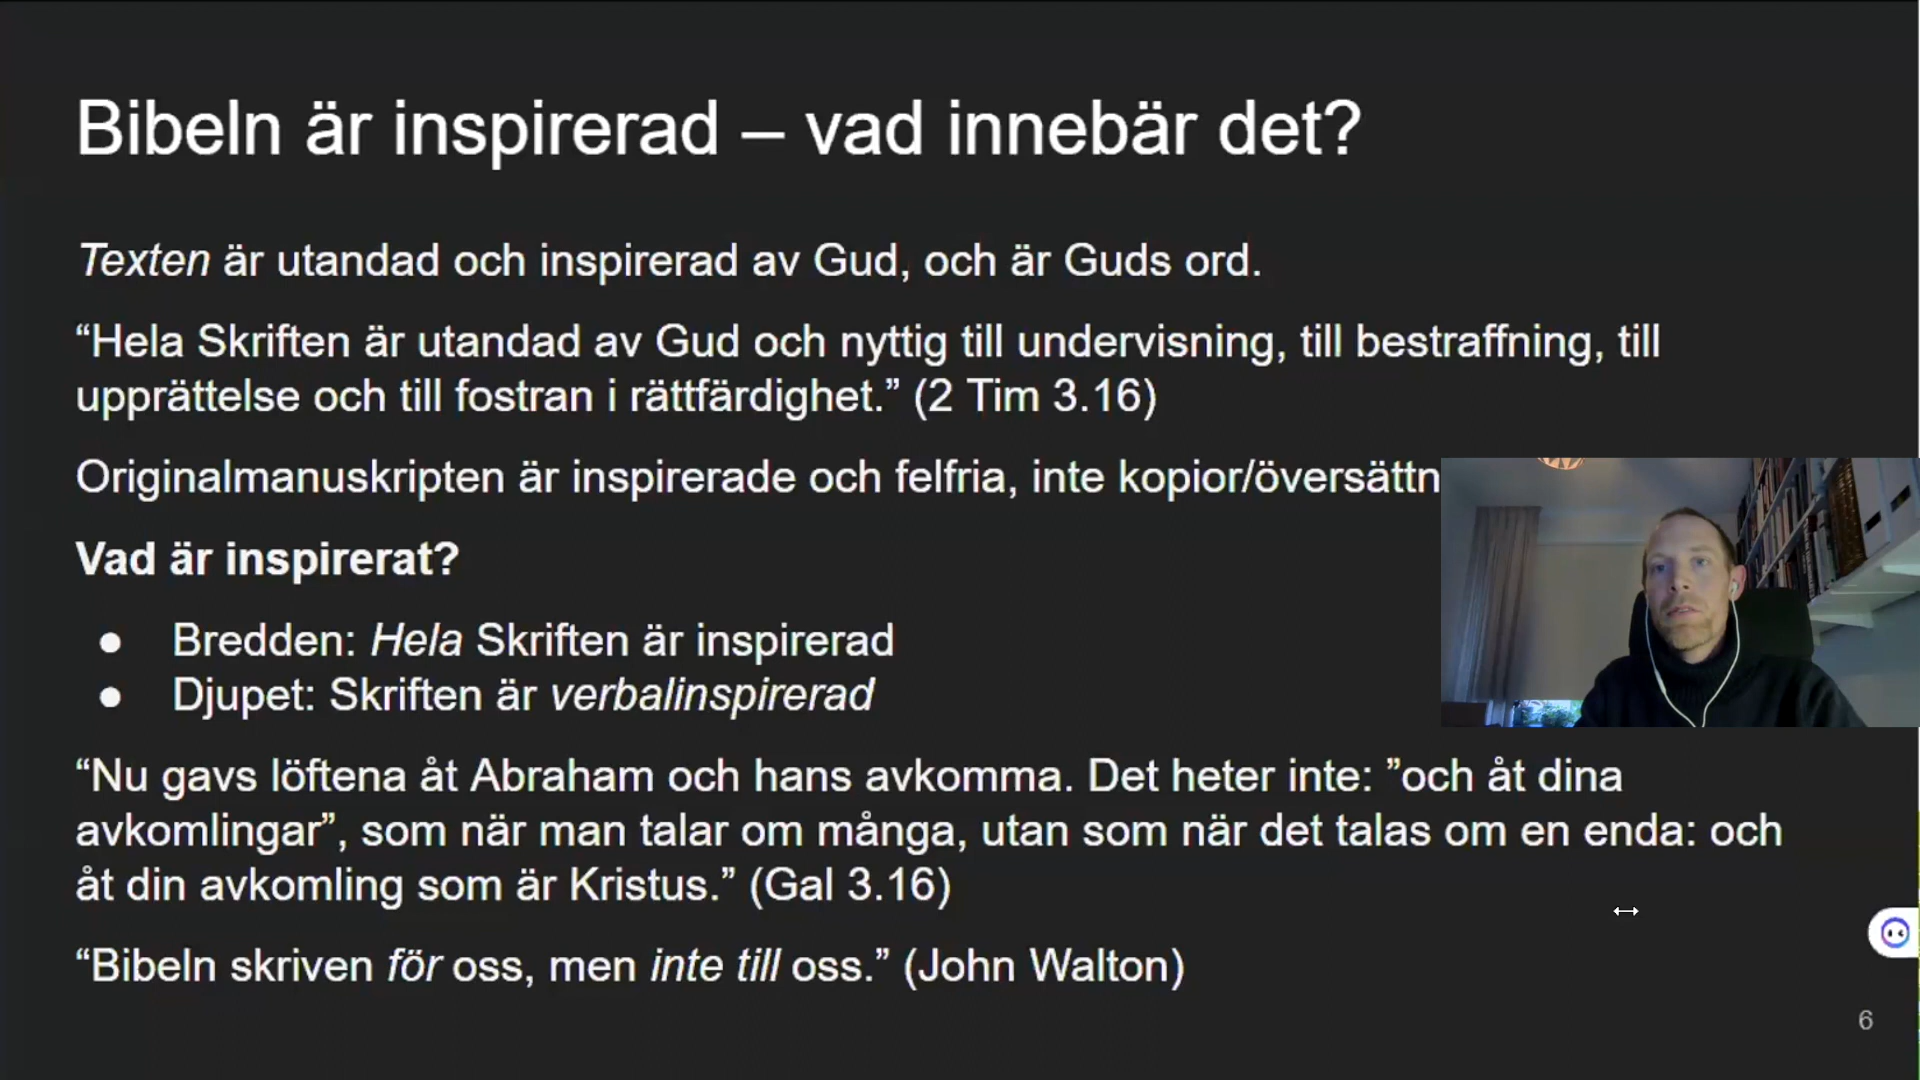 Bibeln är inspirerad – vad innebär det?
Texten är utandad och inspirerad av Gud, och är Guds ord.
“Hela Skriften är utandad av Gud och nyttig till undervisning, till bestraffning, till
upprättelse och till fostran i rättfärdighet.” (2 Tim 3.16)
Originalmanuskripten är inspirerade och felfria, inte kopior/översättn
Vad är inspirerat?
● Bredden: Hela Skriften är inspirerad
● Djupet: Skriften är verbalinspirerad
“Nu gavs löftena åt Abraham och hans avkomma. Det heter inte: ”och åt dina
avkomlingar”, som när man talar om många, utan som när det talas om en enda: och
åt din avkomling som är Kristus.” (Gal 3.16)
“Bibeln skriven för oss, men inte till oss.” (John Walton)
6